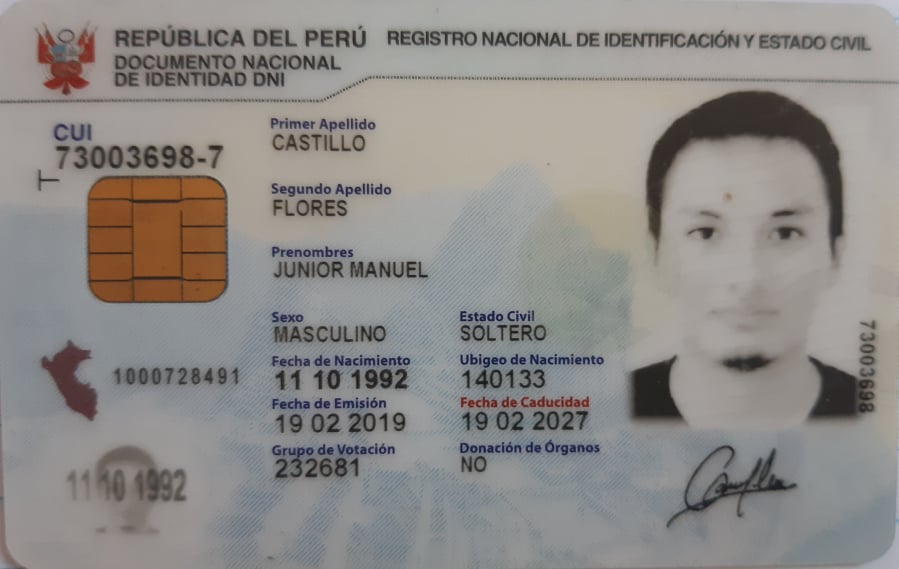 REPÚBLICA DEL PERÚ REGISTRO NACIONAL DE IDENTIFICACIÓN Y ESTADO CIVIL
DOCUMENTO NACIONAL
DE IDENTIDAD DNI
CUI
73003698-7
Primer Apellido
CASTILLO
Segundo Apellido
FLORES
Prenombres
JUNIOR MANUEL
Sexo Estado Civil
MASCULINO SOLTERO
Fecha de Nacimiento Ubigeo de Nacimiento
11 10 1992 140133
Fecha de Emisión Fecha de Caducidad
19 02 2019 19 02 2027
Grupo de Votación Donación de Órganos
232681 NO
1000728491
11 10 1992
73003698